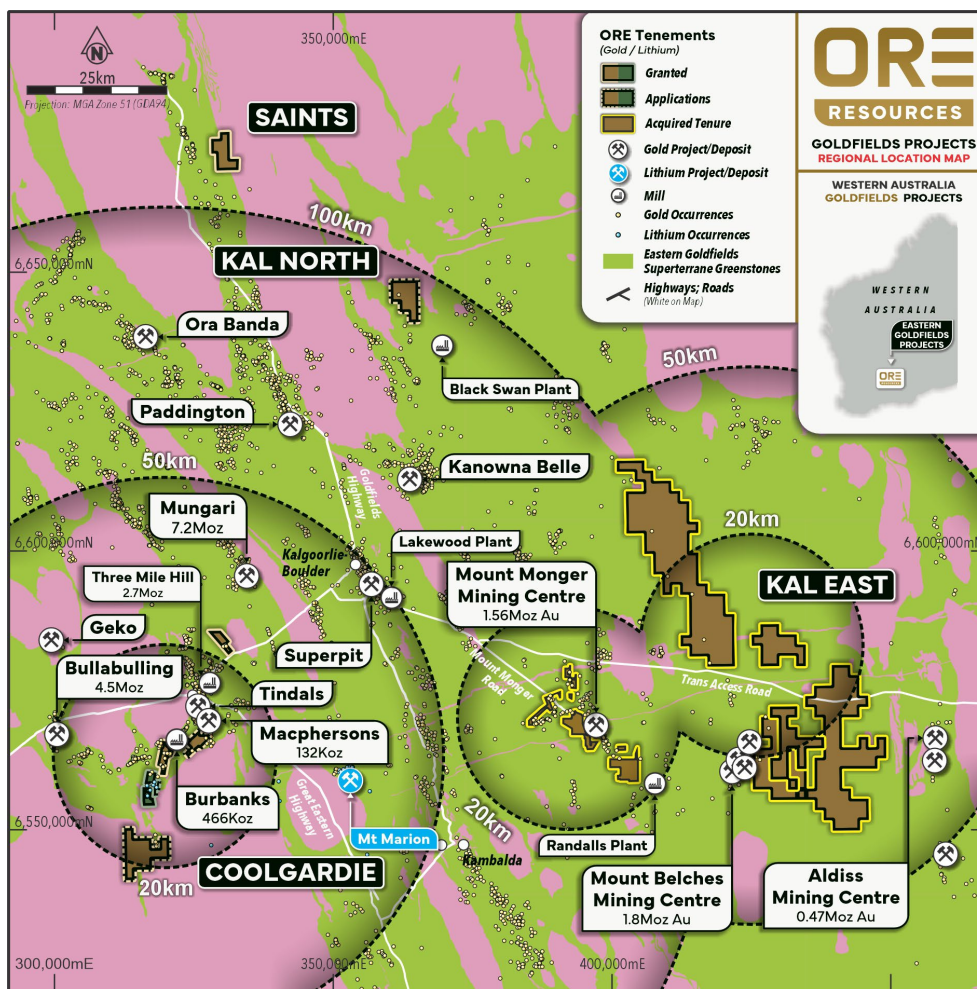 350,000mE
N
25km
Projection: MGA Zone 51 (GDA94)
SAINTS
ORE Tenements
(Gold / Lithium)
Granted
Applications
Acquired Tenure
Gold Project/Deposit
Lithium Project/Deposit
Mill
Gold Occurrences
Lithium Occurrences
Eastern Goldfields
Superterrane Greenstones
Highways; Roads
(White on Map)
ORE
RESOURCES
GOLDFIELDS PROJECTS
REGIONAL LOCATION MAP
WESTERN AUSTRALIA
GOLDFIELDS PROJECTS
WESTERN
AUSTRALIA
EASTERN
GOLDFIELDS
PROJECTS
ORE
RESOURCES
100km
KAL NORTH
6,650,000mN
Ora Banda
50km
Black Swan Plant
Paddington
50km
Kanowna Belle
Goldfields
Highway
Mungari
7.2Moz
20km
Kalgoorlie-
Boulder
Lakewood Plant
6,600,000mN
6,600,000mN
Three Mile Hill
2.7Moz
Mount Monger
Mining Centre
1.56Moz Au
KAL EAST
Geko
Superpit
Bullabulling
4.5Moz
Tindals
Mount Monger
Road
Trans Access Road
Macphersons
132Koz
Burbanks
466Koz
Great Eastern
Highway
6,550,000mN
Mt Marion
20km
Kambalda
Randalls Plant
COOLGARDIE
20km
Mount Belches
Mining Centre
1.8Moz Au
Aldiss
Mining Centre
0.47Moz Au
300,000mE
350,000mE
400,000mE